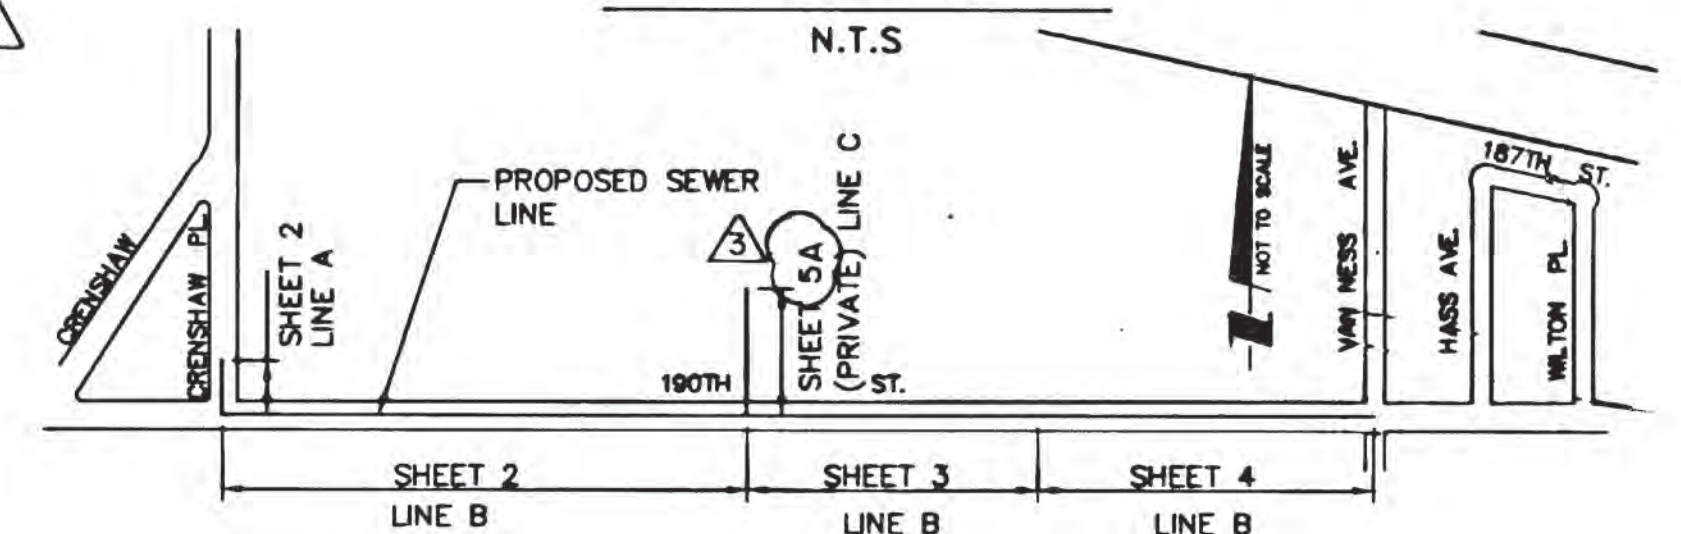 N.T.S
PROPOSED SEWER
LINE
CRENSHAW
CRENSHAW PL.
SHEET 2
LINE A
3
SHEET 5A
(PRIVATE) LINE C
NOT TO SCALE
VAN NESS AVE.
HASS AVE.
187TH ST.
WILTON PL.
190TH ST.
SHEET 2
LINE B
SHEET 3
LINE B
SHEET 4
LINE B